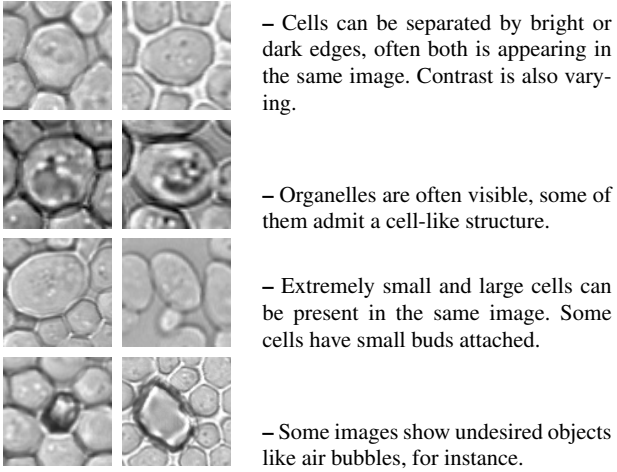 – Cells can be separated by bright or
dark edges, often both is appearing in
the same image. Contrast is also vary-
ing.
– Organelles are often visible, some of
them admit a cell-like structure.
– Extremely small and large cells can
be present in the same image. Some
cells have small buds attached.
– Some images show undesired objects
like air bubbles, for instance.